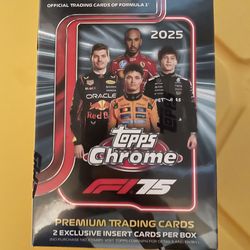 OFFICIAL TRADING CARDS OF FORMULA 1
2025
ORACLE
Red Bull
Topps
Chrome
F1 75
PREMIUM TRADING CARDS
2 EXCLUSIVE INSERT CARDS PER BOX